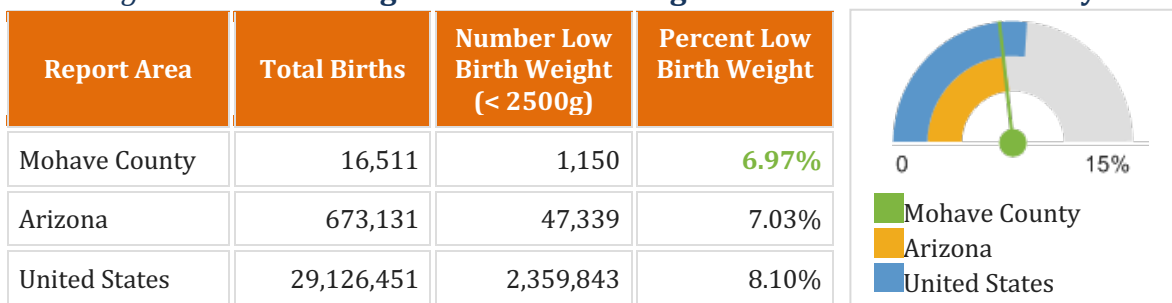 Report Area
Total Births
Number Low
Birth Weight
(< 2500g)
Percent Low
Birth Weight
Mohave County 16,511 1,150 6.97%
Arizona 673,131 47,339 7.03%
United States 29,126,451 2,359,843 8.10%
0 15%
Mohave County
Arizona
United States